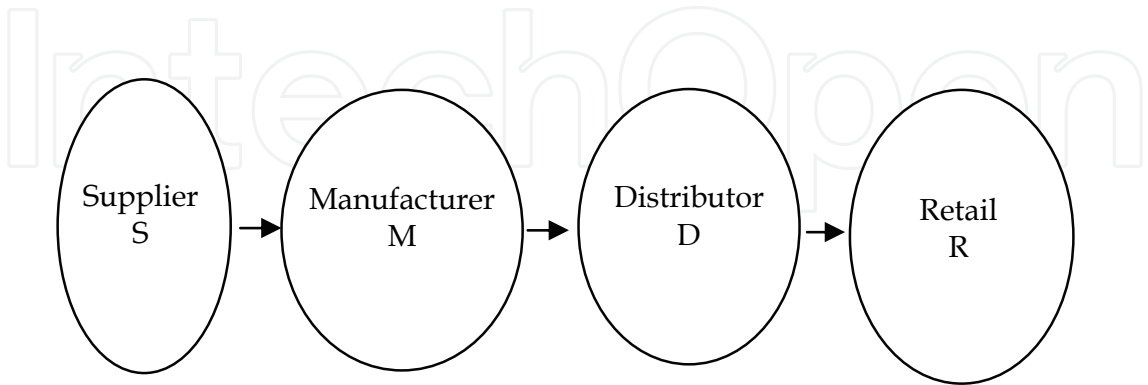 IntechOpen
Supplier
S
Manufacturer
M
Distributor
D
Retail
R